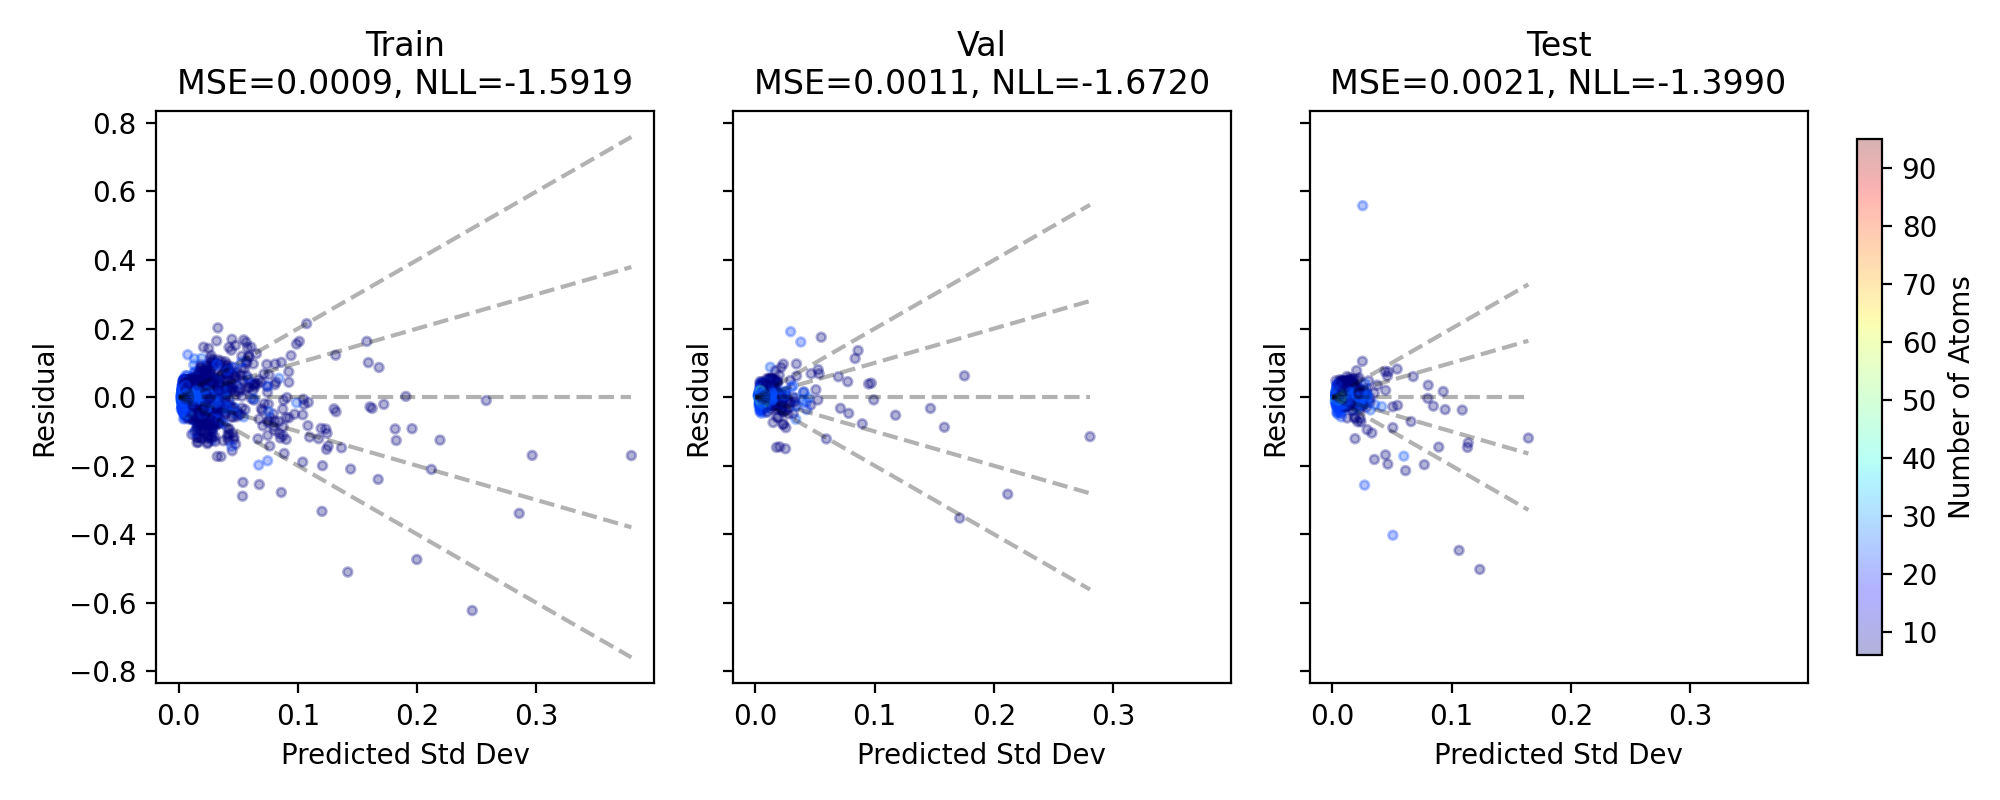 Train
MSE=0.0009, NLL=-1.5919
Val
MSE=0.0011, NLL=-1.6720
Test
MSE=0.0021, NLL=-1.3990
0.8
0.6
0.4
0.2
0.0
−0.2
−0.4
−0.6
−0.8
Residual
0.0 0.1 0.2 0.3
Predicted Std Dev
Residual
0.0 0.1 0.2 0.3
Predicted Std Dev
Residual
0.0 0.1 0.2 0.3
Predicted Std Dev
90
80
70
60
50
40
30
20
10
Number of Atoms